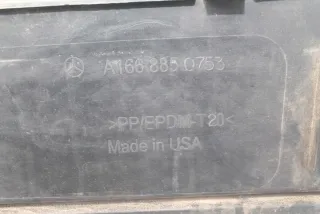 A166 885 0753
>PP/EPDM-T20<
Made in USA